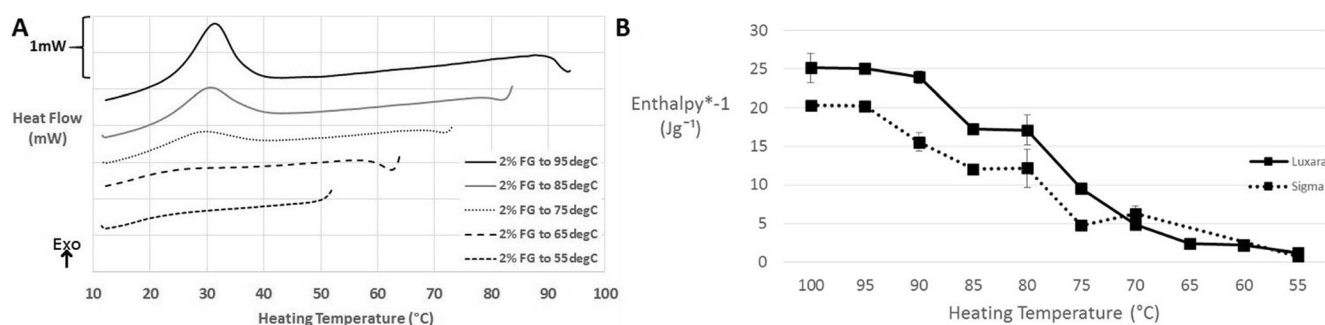 A
1mW
Heat Flow
(mW)
Exo
2% FG to 95degC
2% FG to 85degC
2% FG to 75degC
2% FG to 65degC
2% FG to 55degC
10 20 30 40 50 60 70 80 90 100
Heating Temperature (°C)
B
30
25
20
15
10
5
0
Enthalpy*-1
(Jg⁻¹)
Luxara
Sigma
100 95 90 85 80 75 70 65 60 55
Heating Temperature (°C)